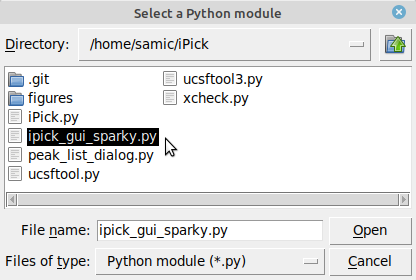 Select a Python module
Directory: /home/samic/iPick
.git
figures
iPick.py
ipick_gui_sparky.py
peak_list_dialog.py
ucsftool.py
ucsftool3.py
xcheck.py
File name: ipick_gui_sparky.py
Open
Files of type: Python module (*.py)
Cancel